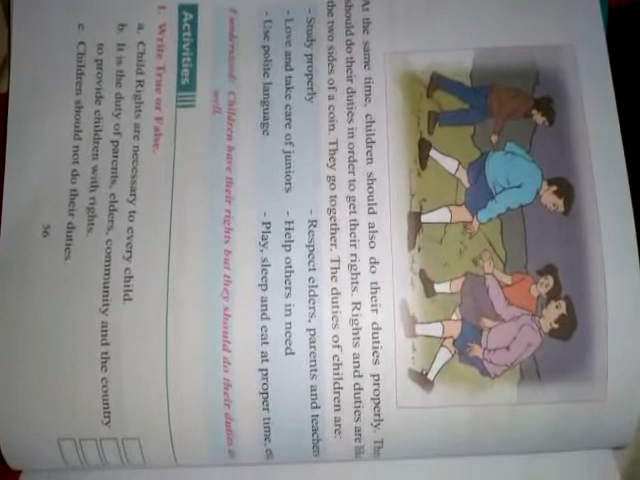 At the same time, children should also do their duties properly. The
should do their duties in order to get their rights. Rights and duties are
the two sides of a coin. They go together. The duties of children are:
- Study properly - Respect elders, parents and teachers
- Love and take care of juniors - Help others in need
- Use polite language - Play, sleep and eat at proper time,
I understand: Children have their rights but they should do their duties
well.
Activities
1. Write True or False.
a. Child Rights are necessary to every child.
b. It is the duty of parents, elders, community and the country
to provide children with rights.
c. Children should not do their duties.
56